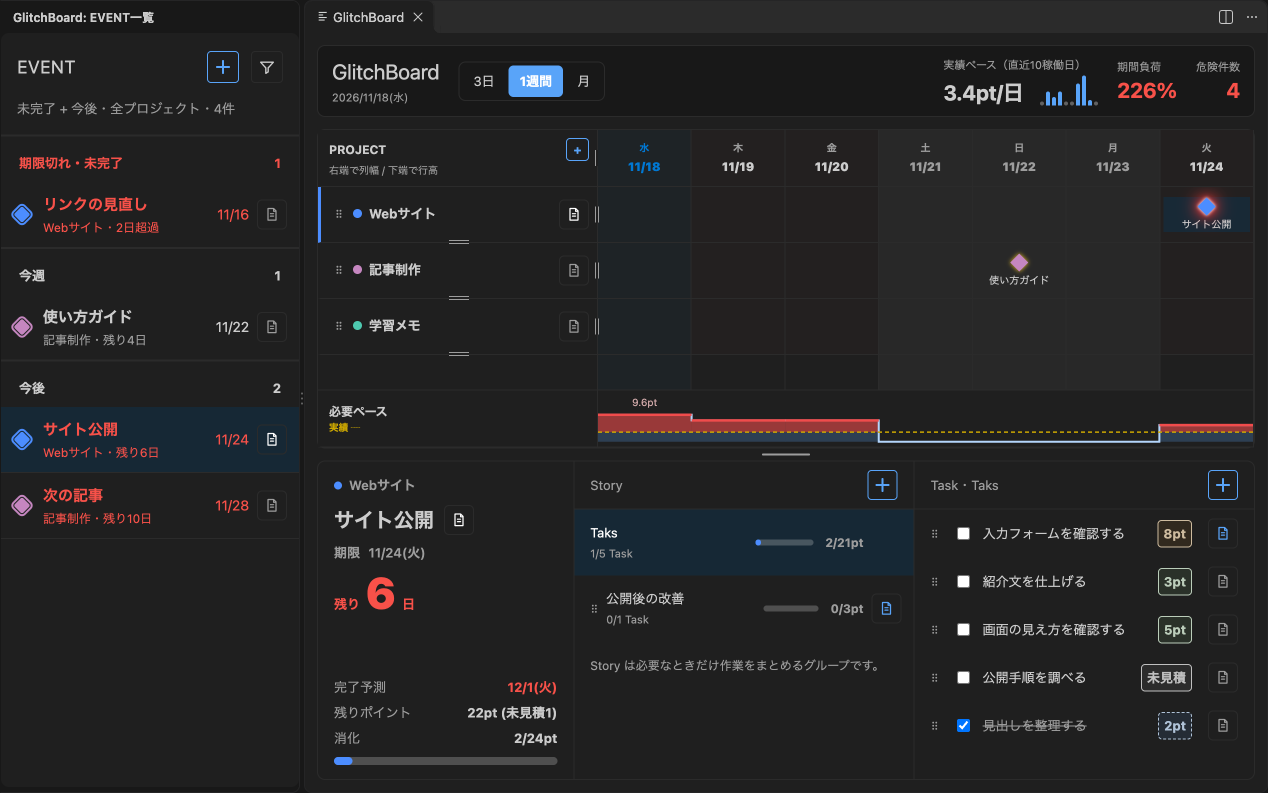 GlitchBoard: EVENT一覧
EVENT
未完了 + 今後・全プロジェクト・4件
期限切れ・未完了 1
リンクの見直し 11/16
Webサイト・2日超過
今週 1
使い方ガイド 11/22
記事制作・残り4日
今後 2
サイト公開 11/24
Webサイト・残り6日
次の記事 11/28
記事制作・残り10日
GlitchBoard
GlitchBoard
2026/11/18(水)
3日 1週間 月
実績ペース（直近10稼働日）
3.4pt/日
期間負荷
226%
危険件数
4
PROJECT
右端で列幅 / 下端で行高
水 木 金 土 日 月 火
11/18 11/19 11/20 11/21 11/22 11/23 11/24
Webサイト
サイト公開
記事制作
使い方ガイド
学習メモ
必要ペース
実績
9.6pt
Webサイト
サイト公開
期限 11/24(火)
残り 6 日
完了予測 12/1(火)
残りポイント 22pt (未見積1)
消化 2/24pt
Story
Taks
1/5 Task
2/21pt
公開後の改善
0/1 Task
0/3pt
Story は必要なときだけ作業をまとめるグループです。
Task・Taks
入力フォームを確認する 8pt
紹介文を仕上げる 3pt
画面の見え方を確認する 5pt
公開手順を調べる 未見積
見出しを整理する 2pt